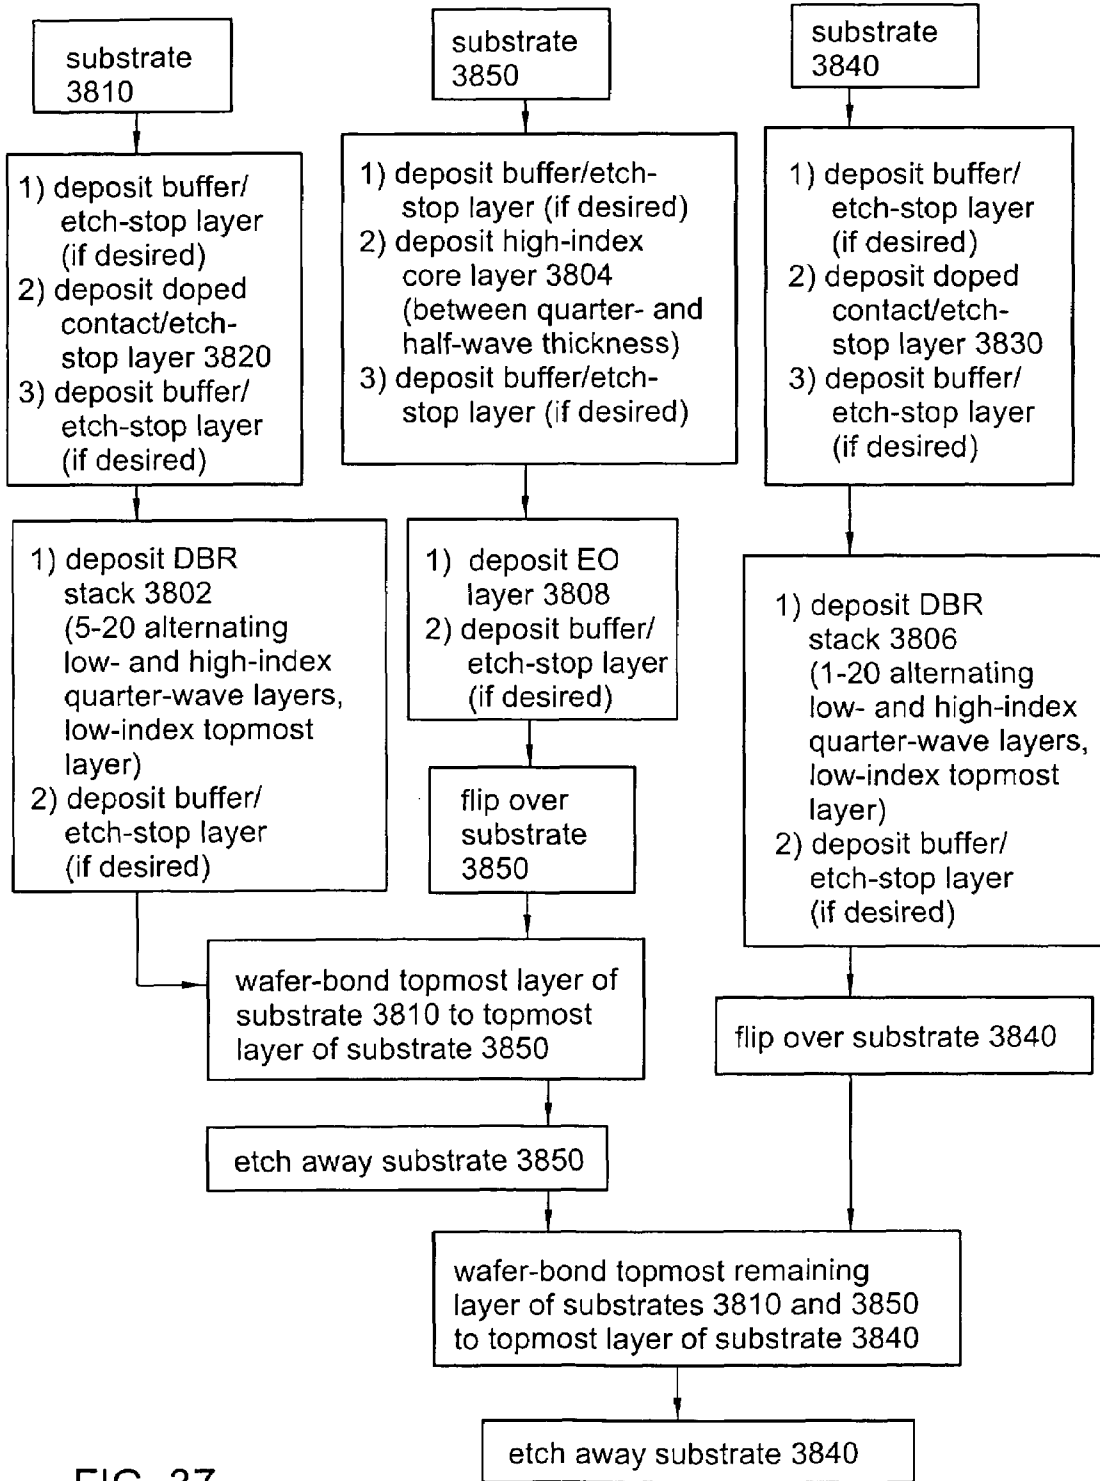 substrate
3810
substrate
3850
substrate
3840
1) deposit buffer/
etch-stop layer
(if desired)
2) deposit doped
contact/etch-
stop layer 3820
3) deposit buffer/
etch-stop layer
(if desired)
1) deposit buffer/etch-
stop layer (if desired)
2) deposit high-index
core layer 3804
(between quarter- and
half-wave thickness)
3) deposit buffer/etch-
stop layer (if desired)
1) deposit buffer/
etch-stop layer
(if desired)
2) deposit doped
contact/etch-
stop layer 3830
3) deposit buffer/
etch-stop layer
(if desired)
1) deposit DBR
stack 3802
(5-20 alternating
low- and high-index
quarter-wave layers,
low-index topmost
layer)
2) deposit buffer/
etch-stop layer
(if desired)
1) deposit EO
layer 3808
2) deposit buffer/
etch-stop layer
(if desired)
1) deposit DBR
stack 3806
(1-20 alternating
low- and high-index
quarter-wave layers,
low-index topmost
layer)
2) deposit buffer/
etch-stop layer
(if desired)
flip over
substrate
3850
wafer-bond topmost layer of
substrate 3810 to topmost
layer of substrate 3850
flip over substrate 3840
etch away substrate 3850
wafer-bond topmost remaining
layer of substrates 3810 and 3850
to topmost layer of substrate 3840
etch away substrate 3840
FIG. 37